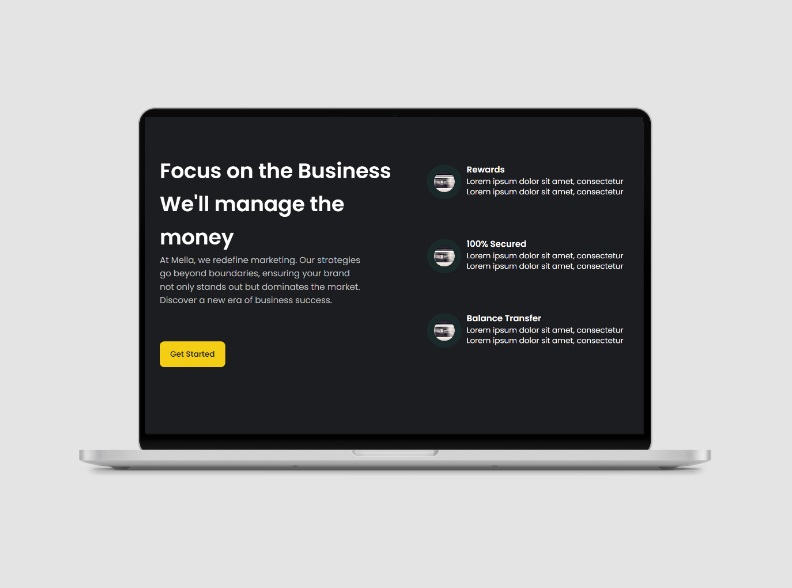 Focus on the Business
We'll manage the
money
At Mella, we redefine marketing. Our strategies
go beyond boundaries, ensuring your brand
not only stands out but dominates the market.
Discover a new era of business success.
Get Started
Rewards
Lorem ipsum dolor sit amet, consectetur
Lorem ipsum dolor sit amet, consectetur
100% Secured
Lorem ipsum dolor sit amet, consectetur
Lorem ipsum dolor sit amet, consectetur
Balance Transfer
Lorem ipsum dolor sit amet, consectetur
Lorem ipsum dolor sit amet, consectetur